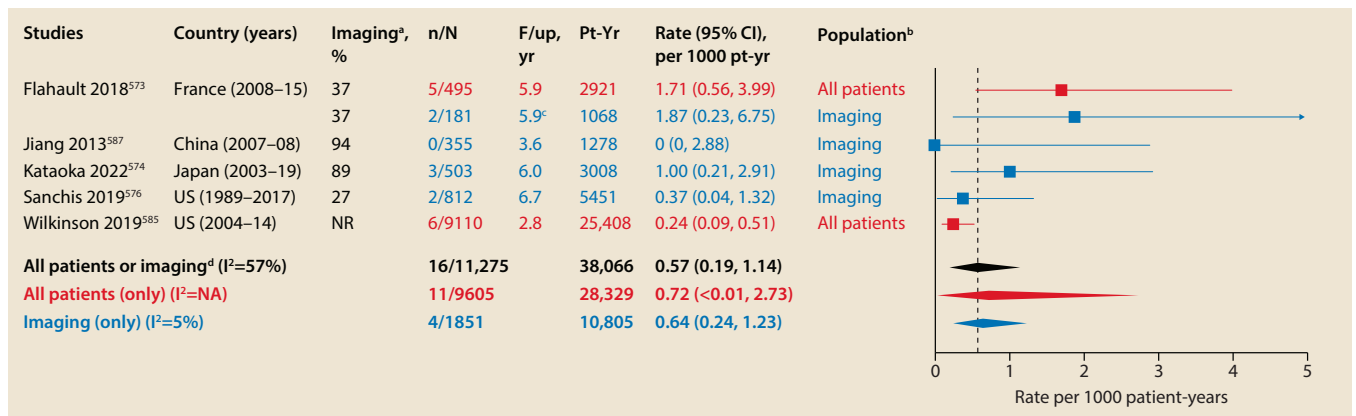 Studies Country (years) Imagingᵃ, % n/N F/up, yr Pt-Yr Rate (95% CI), per 1000 pt-yr Populationᵇ
Flahault 2018⁵⁷³ France (2008–15) 37 5/495 5.9 2921 1.71 (0.56, 3.99) All patients
37 2/181 5.9ᶜ 1068 1.87 (0.23, 6.75) Imaging
Jiang 2013⁵⁸⁷ China (2007–08) 94 0/355 3.6 1278 0 (0, 2.88) Imaging
Kataoka 2022⁵⁷⁴ Japan (2003–19) 89 3/503 6.0 3008 1.00 (0.21, 2.91) Imaging
Sanchis 2019⁵⁷⁶ US (1989–2017) 27 2/812 6.7 5451 0.37 (0.04, 1.32) Imaging
Wilkinson 2019⁵⁸⁵ US (2004–14) NR 6/9110 2.8 25,408 0.24 (0.09, 0.51) All patients
All patients or imagingᵈ (I²=57%) 16/11,275 38,066 0.57 (0.19, 1.14)
All patients (only) (I²=NA) 11/9605 28,329 0.72 (<0.01, 2.73)
Imaging (only) (I²=5%) 4/1851 10,805 0.64 (0.24, 1.23)
0 1 2 3 4 5
Rate per 1000 patient-years